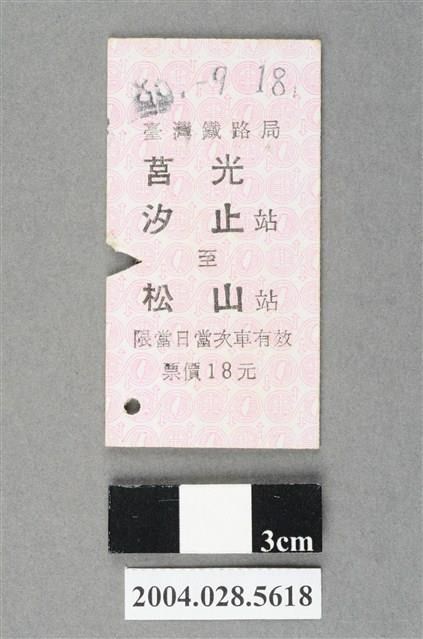 -9 18
臺灣鐵路局
莒光
汐止站
至
松山站
限當日當次車有效
票價18元
3cm
2004.028.5618